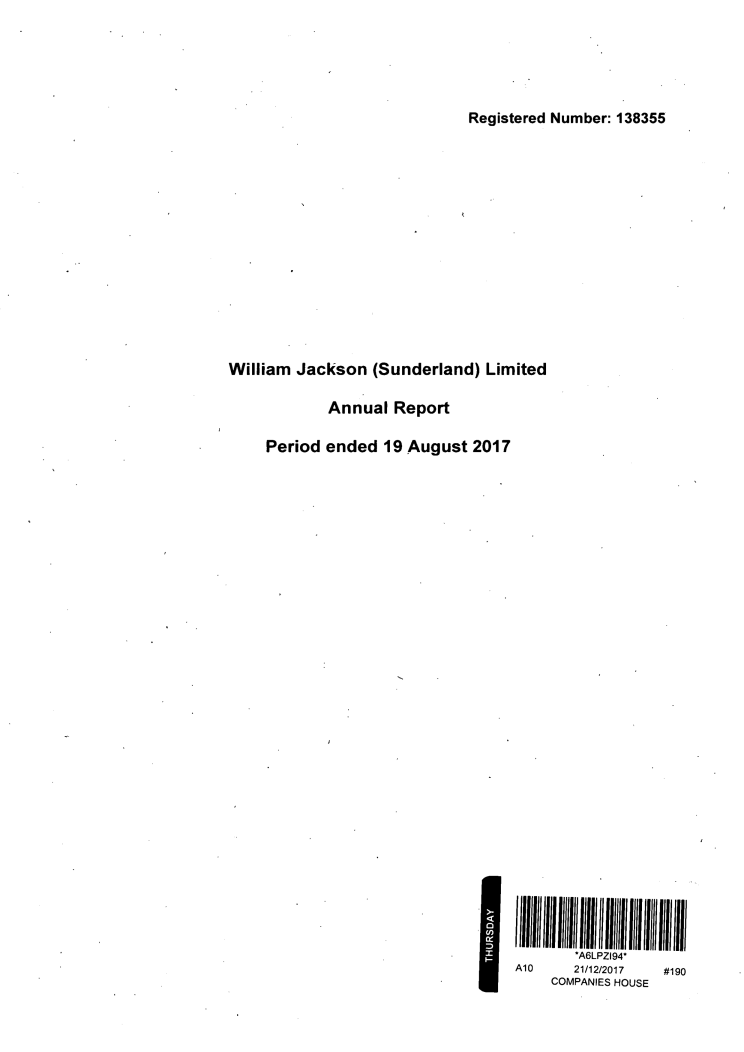 Registered Number: 138355
William Jackson (Sunderland) Limited
Annual Report
Period ended 19 August 2017
THURSDAY
*A6LPZI94*
A10 21/12/2017 #190
COMPANIES HOUSE